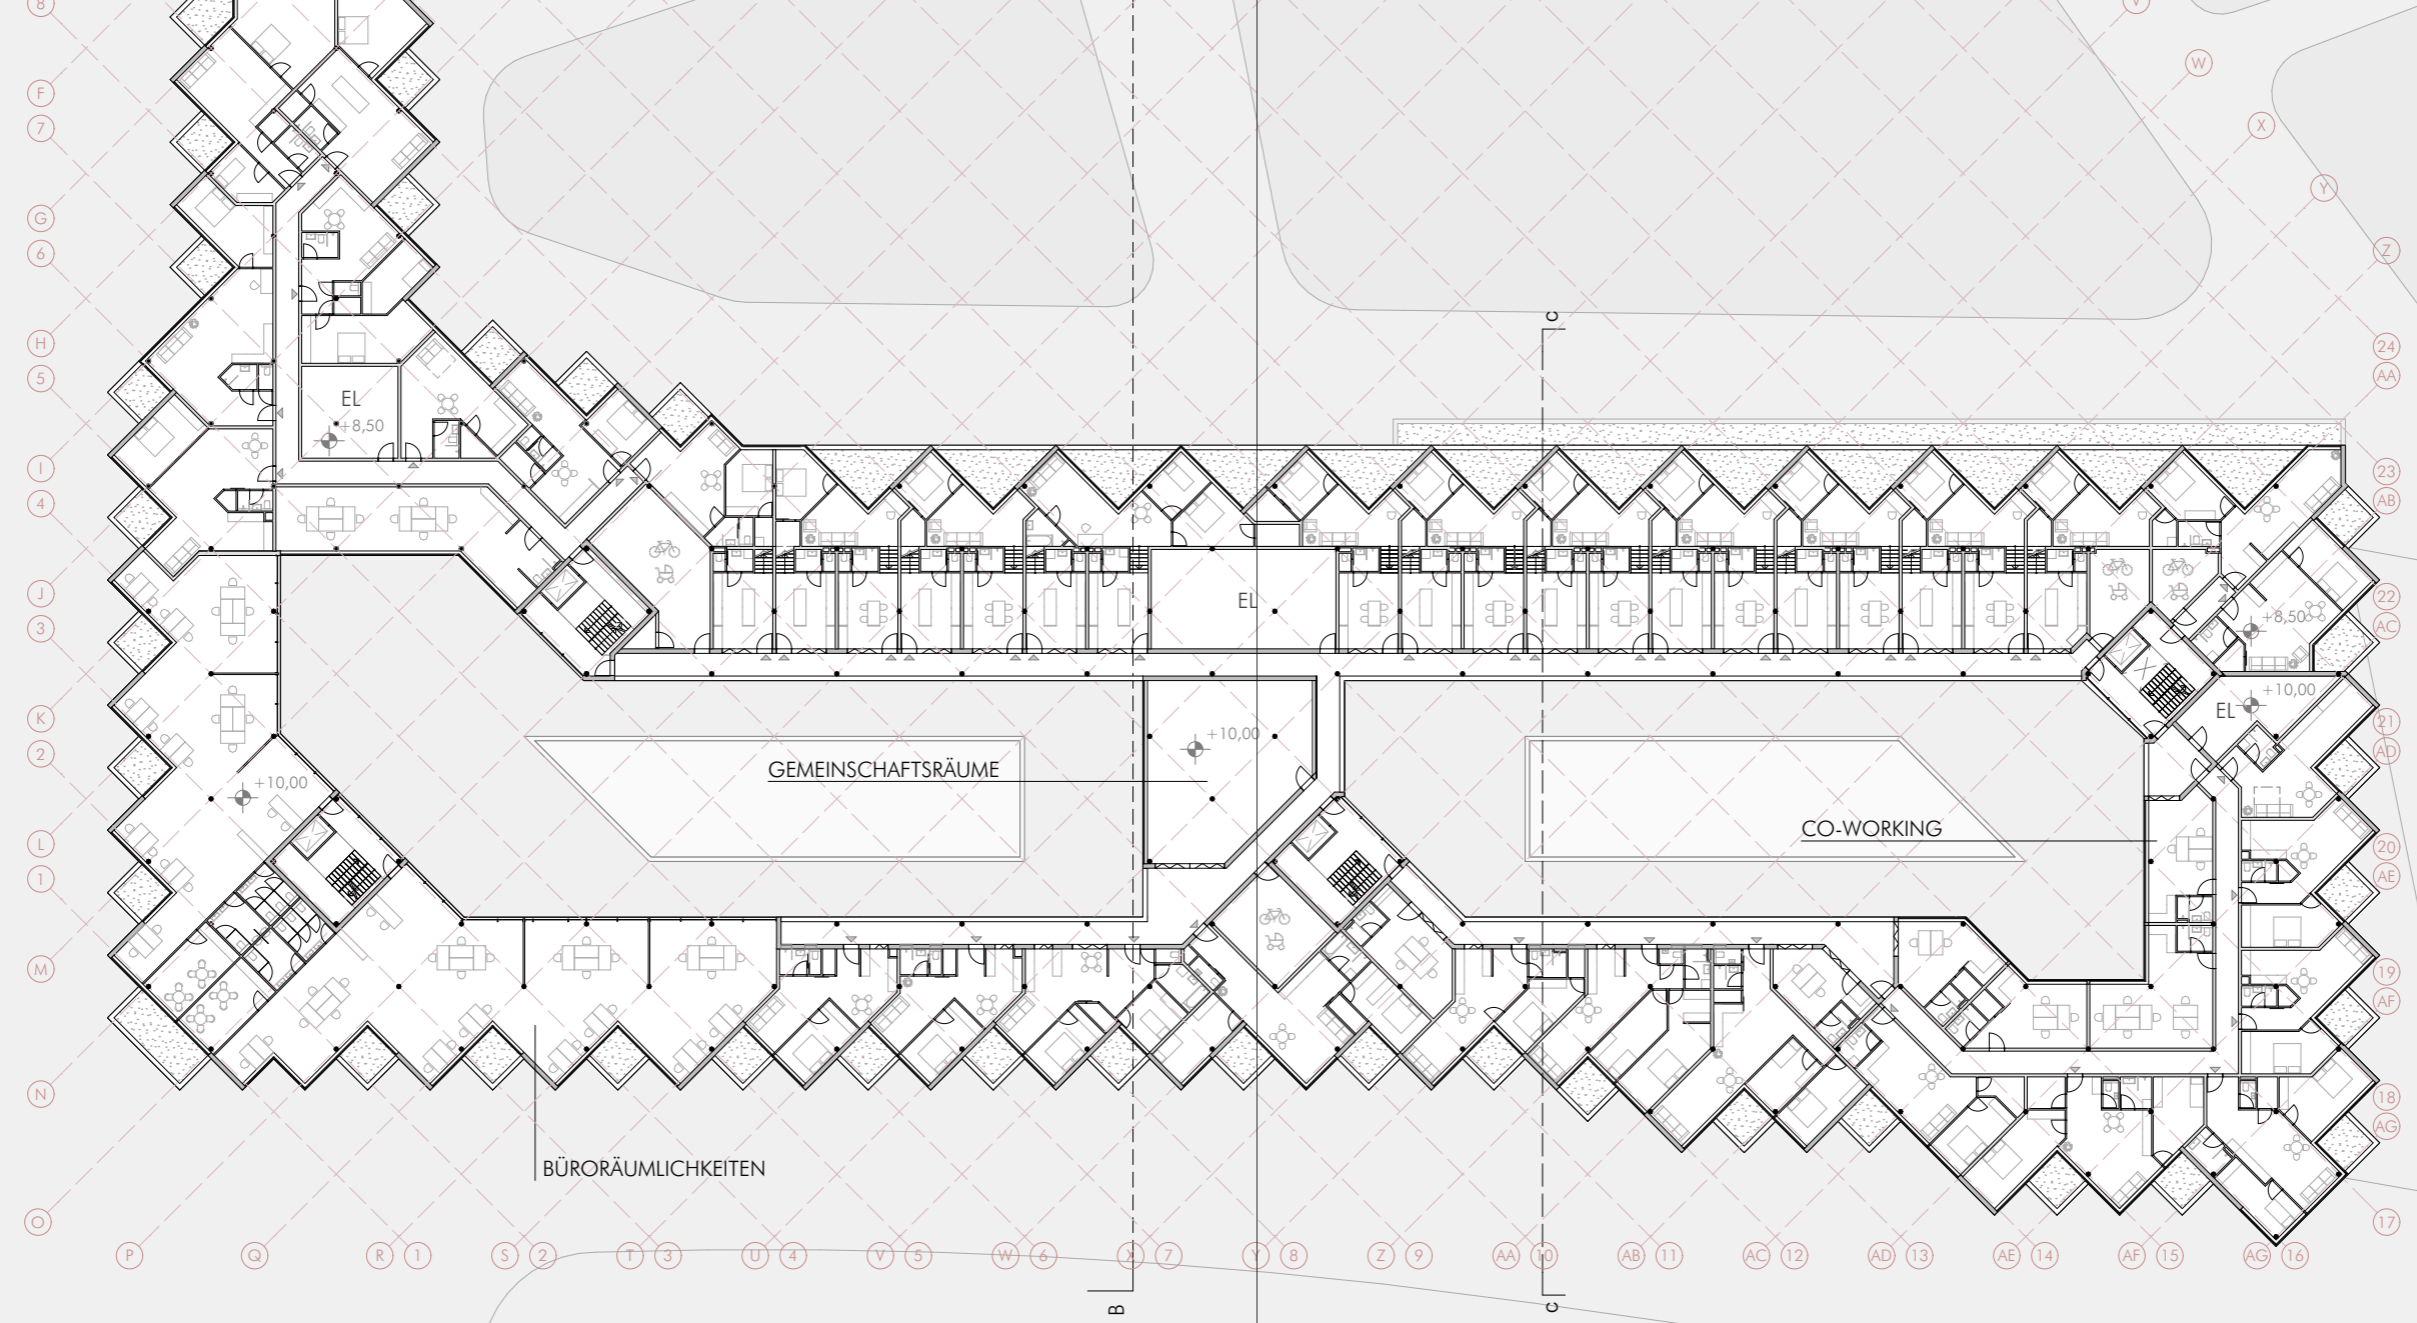 8
V
W
F
7
X
Y
G
6
Z
C
H
24
5
AA
EL
+8,50
I
23
4
AB
J
22
EL
+8,50
3
AC
+10,00
EL
K
21
+10,00
2
AD
GEMEINSCHAFTSRÄUME
+10,00
CO-WORKING
L
20
1
AE
M
19
AF
N
18
AG
BÜRORÄUMLICHKEITEN
O
17
P Q R 1 S 2 T 3 U 4 V 5 W 6 X 7 Y 8 Z 9 AA 10 AB 11 AC 12 AD 13 AE 14 AF 15 AG 16
B
C